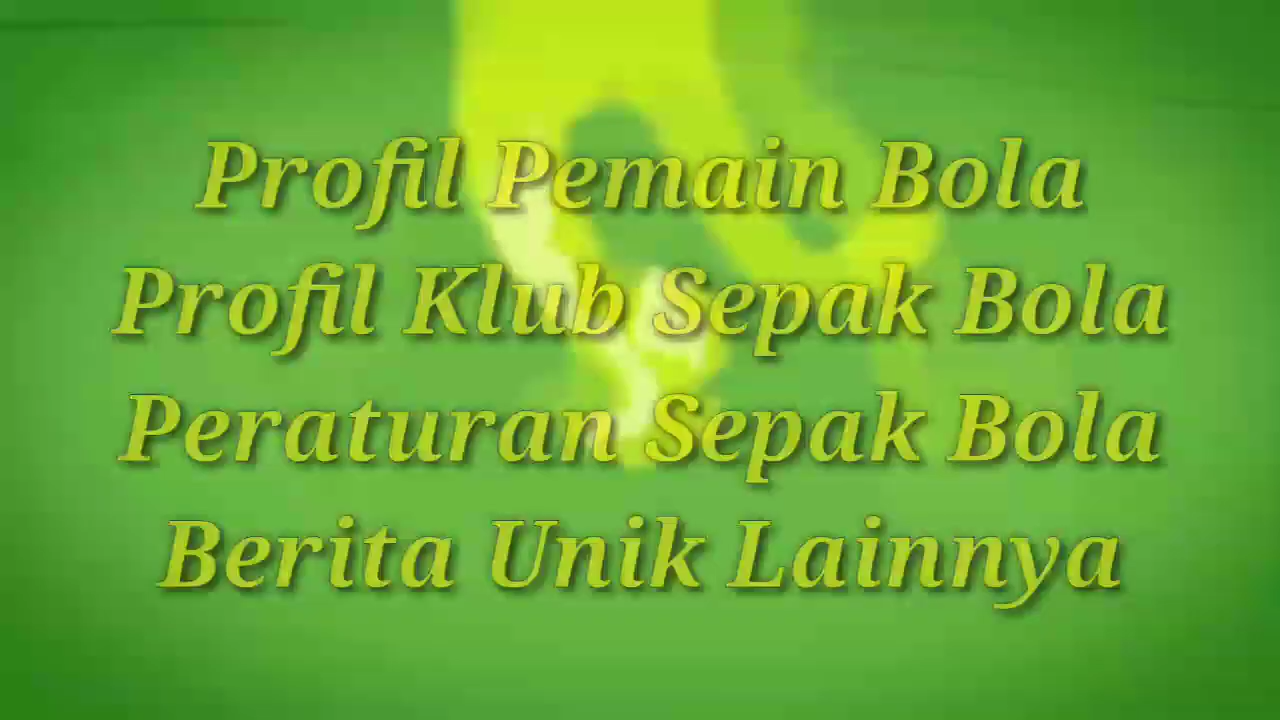 Profil Pemain Bola
Profil Klub Sepak Bola
Peraturan Sepak Bola
Berita Unik Lainnya